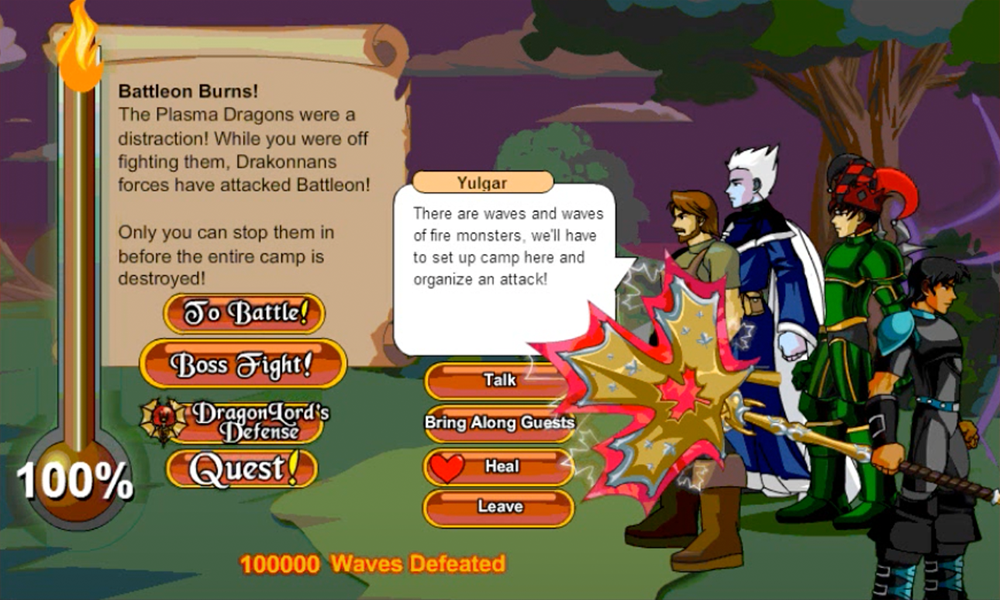 Battleon Burns!
The Plasma Dragons were a
distraction! While you were off
fighting them, Drakonnans
forces have attacked Battleon!
Only you can stop them in
before the entire camp is
destroyed!
To Battle!
Boss Fight!
DragonLord's
Defense
Quest!
100%
Yulgar
There are waves and waves
of fire monsters, we'll have
to set up camp here and
organize an attack!
Talk
Bring Along Guests
Heal
Leave
100000 Waves Defeated